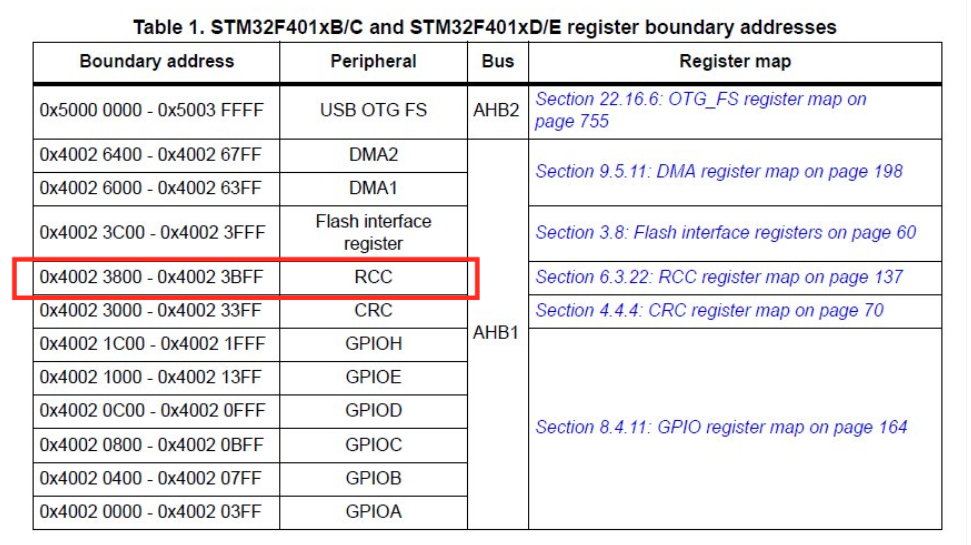 Table 1. STM32F401xB/C and STM32F401xD/E register boundary addresses
Boundary address Peripheral Bus Register map
0x5000 0000 - 0x5003 FFFF USB OTG FS AHB2 Section 22.16.6: OTG_FS register map on
page 755
0x4002 6400 - 0x4002 67FF DMA2
0x4002 6000 - 0x4002 63FF DMA1
Section 9.5.11: DMA register map on page 198
0x4002 3C00 - 0x4002 3FFF Flash interface
register
Section 3.8: Flash interface registers on page 60
0x4002 3800 - 0x4002 3BFF RCC Section 6.3.22: RCC register map on page 137
0x4002 3000 - 0x4002 33FF CRC Section 4.4.4: CRC register map on page 70
AHB1
0x4002 1C00 - 0x4002 1FFF GPIOH
0x4002 1000 - 0x4002 13FF GPIOE
0x4002 0C00 - 0x4002 0FFF GPIOD
Section 8.4.11: GPIO register map on page 164
0x4002 0800 - 0x4002 0BFF GPIOC
0x4002 0400 - 0x4002 07FF GPIOB
0x4002 0000 - 0x4002 03FF GPIOA